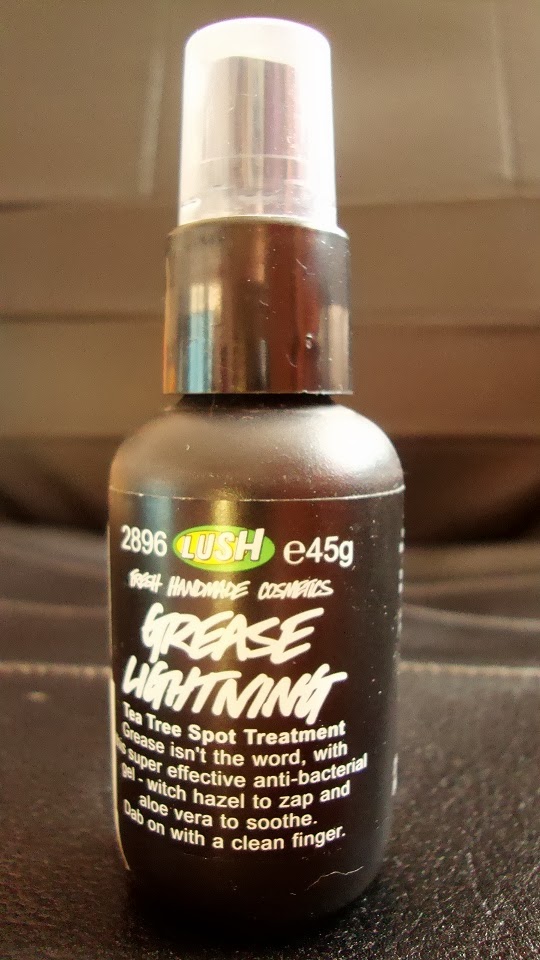 2896 LUSH e45g
FRESH HANDMADE COSMETICS
GREASE
LIGHTNING
Tea Tree Spot Treatment
Grease isn't the word, with
this super effective anti-bacterial
gel - witch hazel to zap and
aloe vera to soothe.
Dab on with a clean finger.